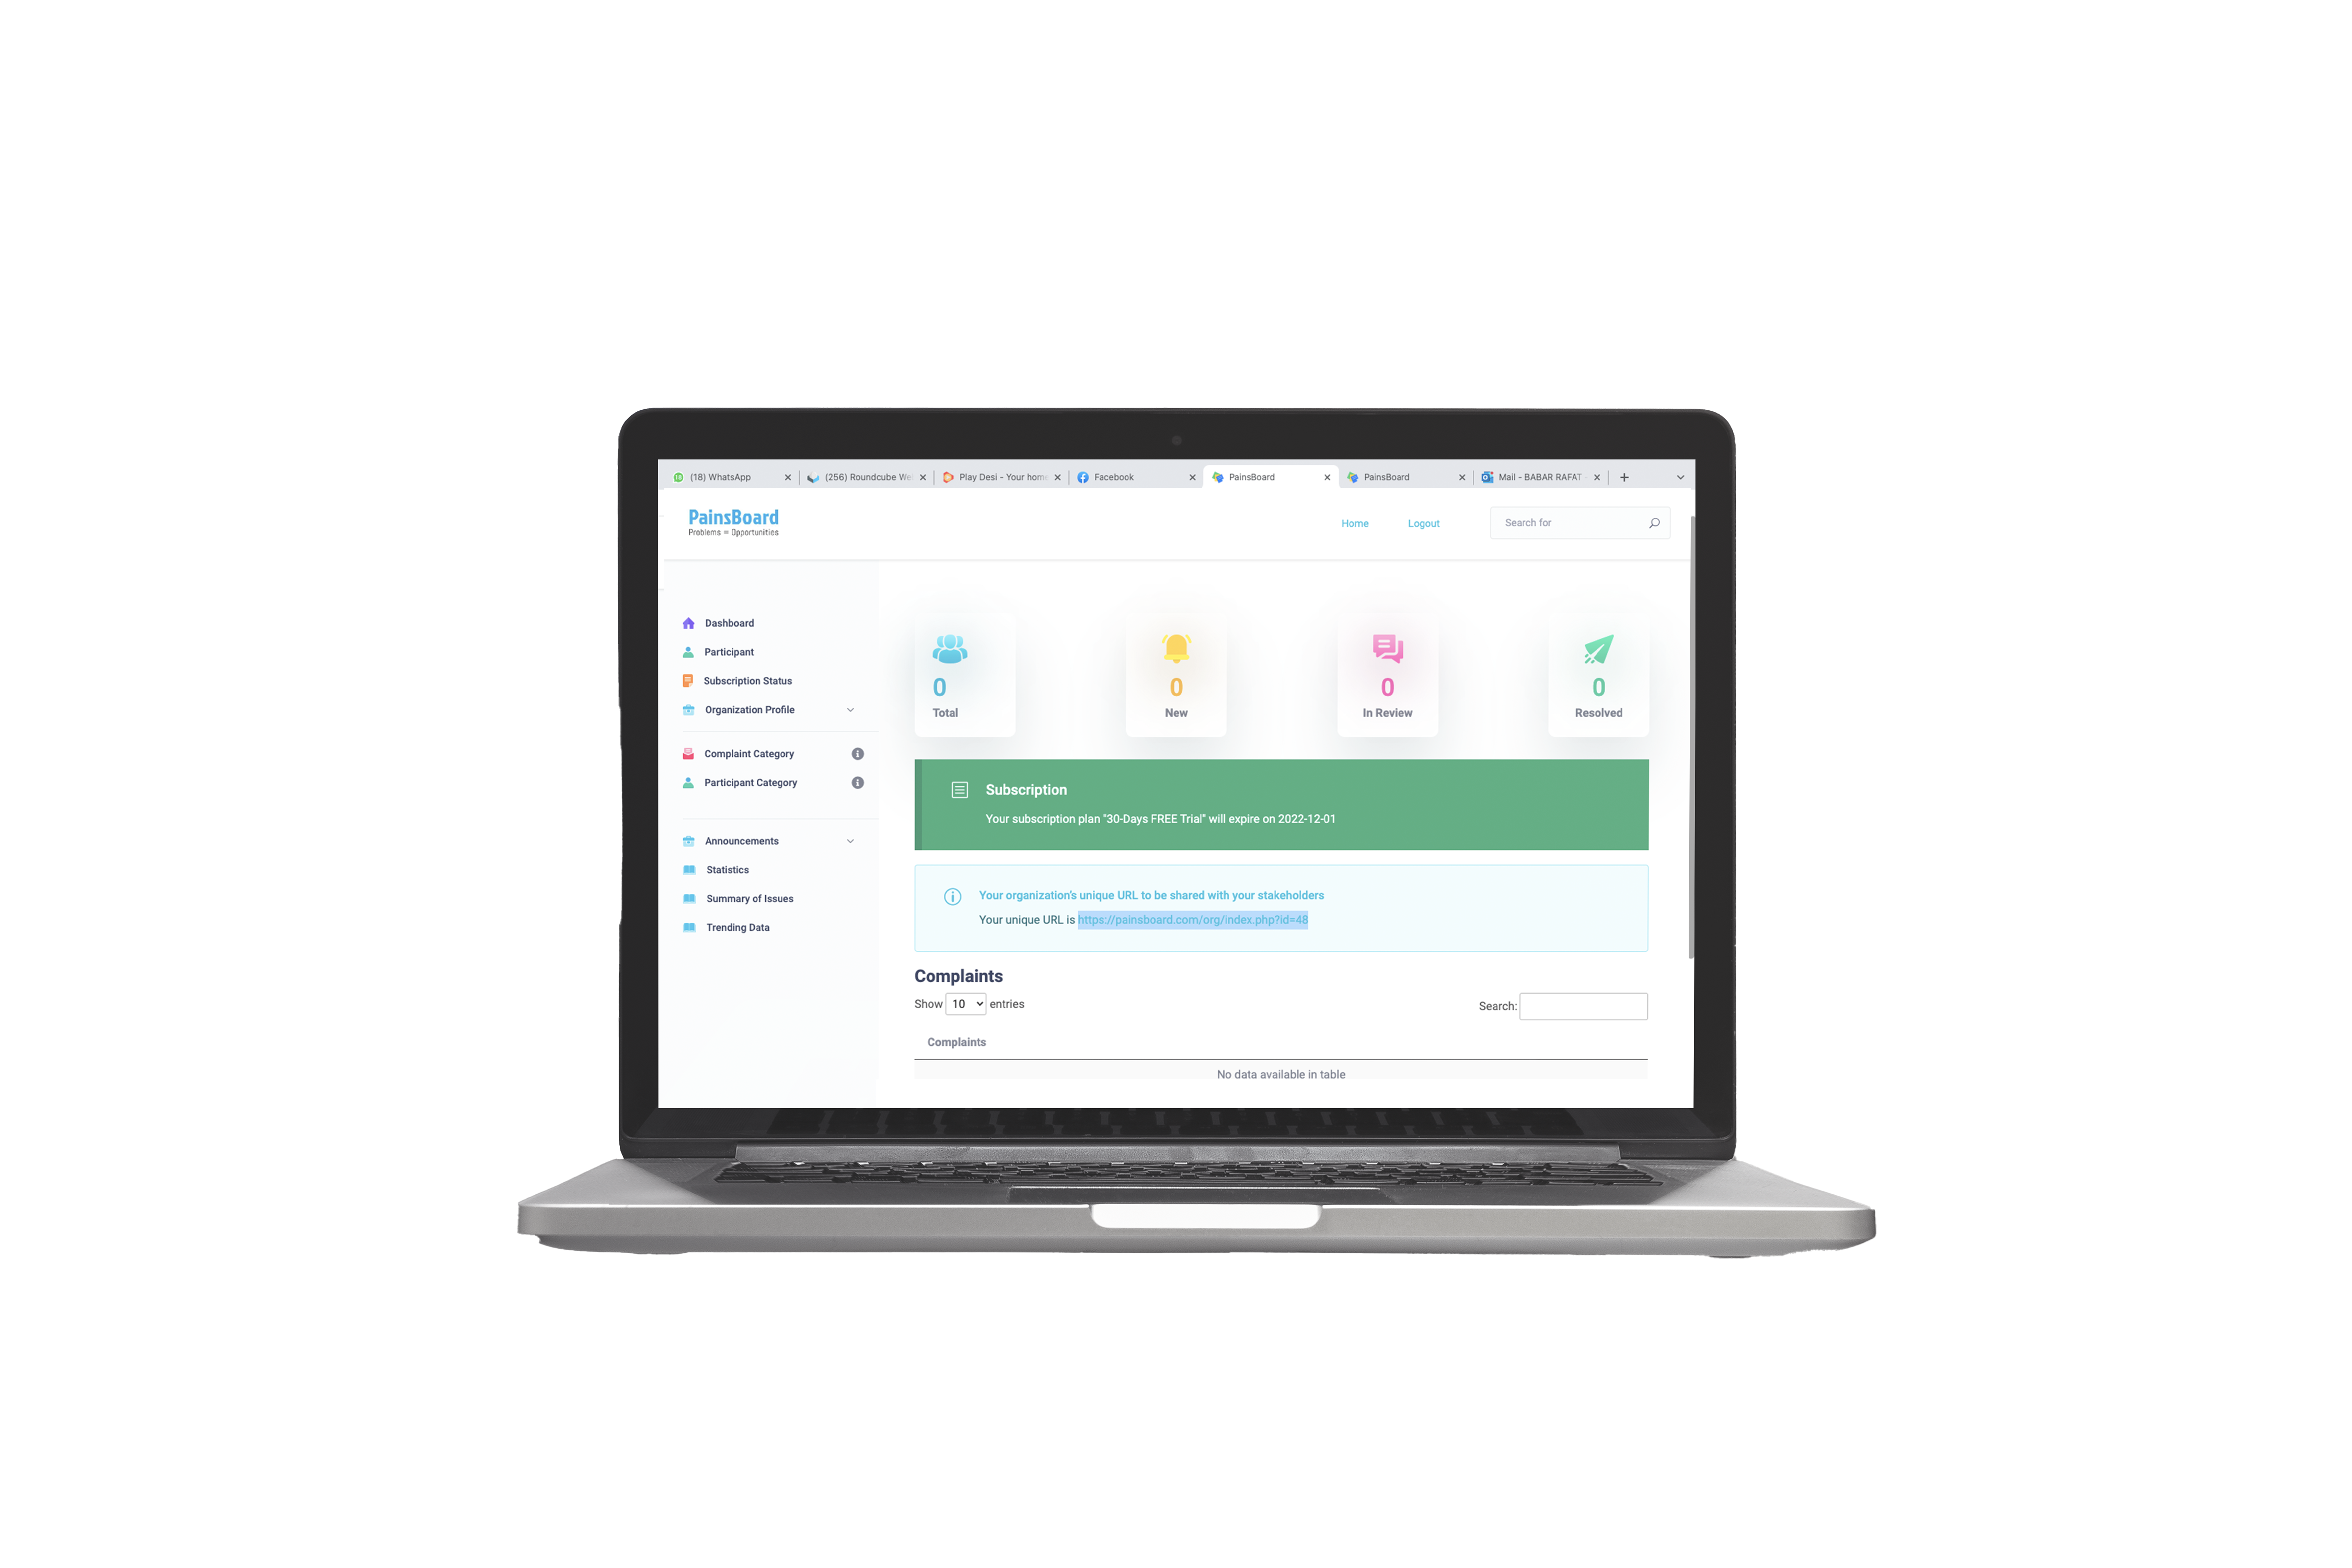 (18) WhatsApp
(256) Roundcube We
Play Desi - Your home
Facebook
PainsBoard
PainsBoard
Mail - BABAR RAFAT
PainsBoard
Problems = Opportunities
Home
Logout
Search for
Dashboard
Participant
Subscription Status
Organization Profile
Complaint Category
Participant Category
Announcements
Statistics
Summary of Issues
Trending Data
0
Total
0
New
0
In Review
0
Resolved
Subscription
Your subscription plan "30-Days FREE Trial" will expire on 2022-12-01
Your organization's unique URL to be shared with your stakeholders
Your unique URL is https://painsboard.com/org/index.php?id=48
Complaints
Show 10 entries
Search:
Complaints
No data available in table